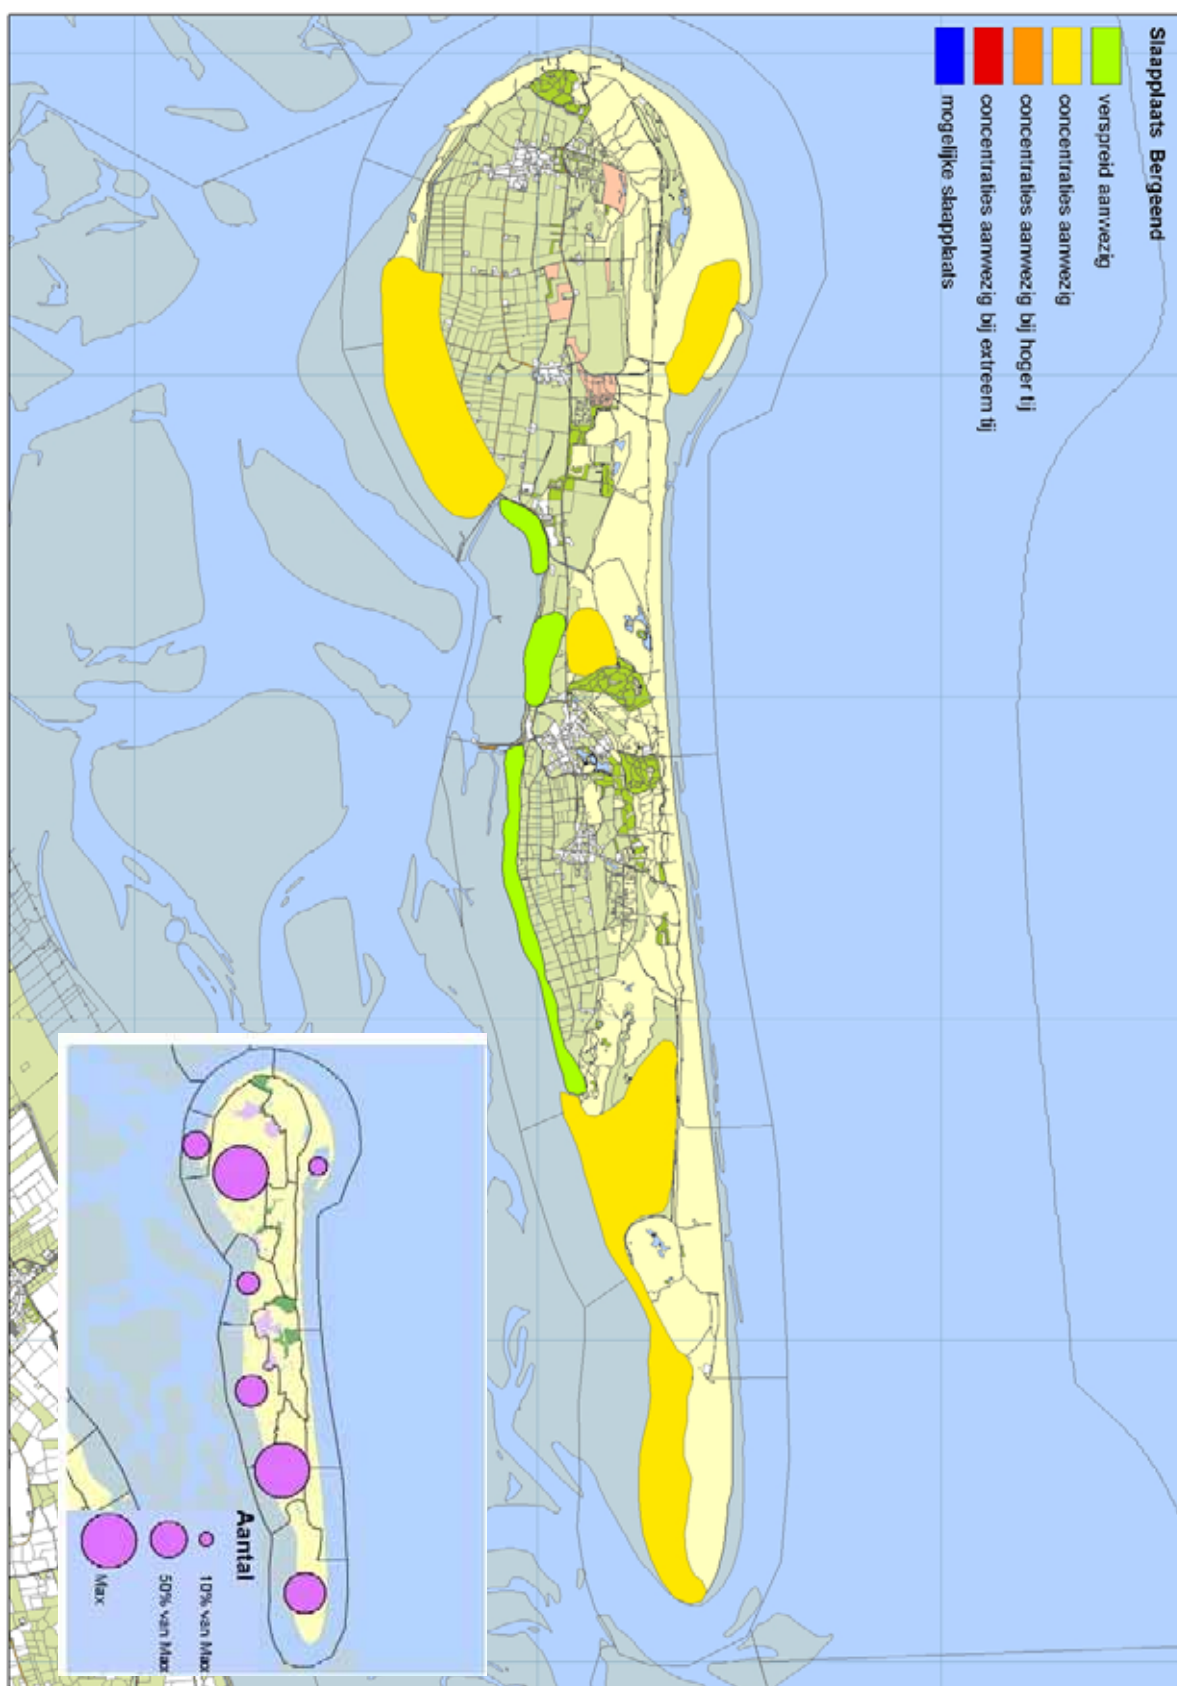 Slaapplaats Bergeend
verspreid aanwezig
concentraties aanwezig
concentraties aanwezig bij hoger tij
concentraties aanwezig bij extreem tij
mogelijke slaapplaats
Aantal
10% van Max
50% van Max
Max